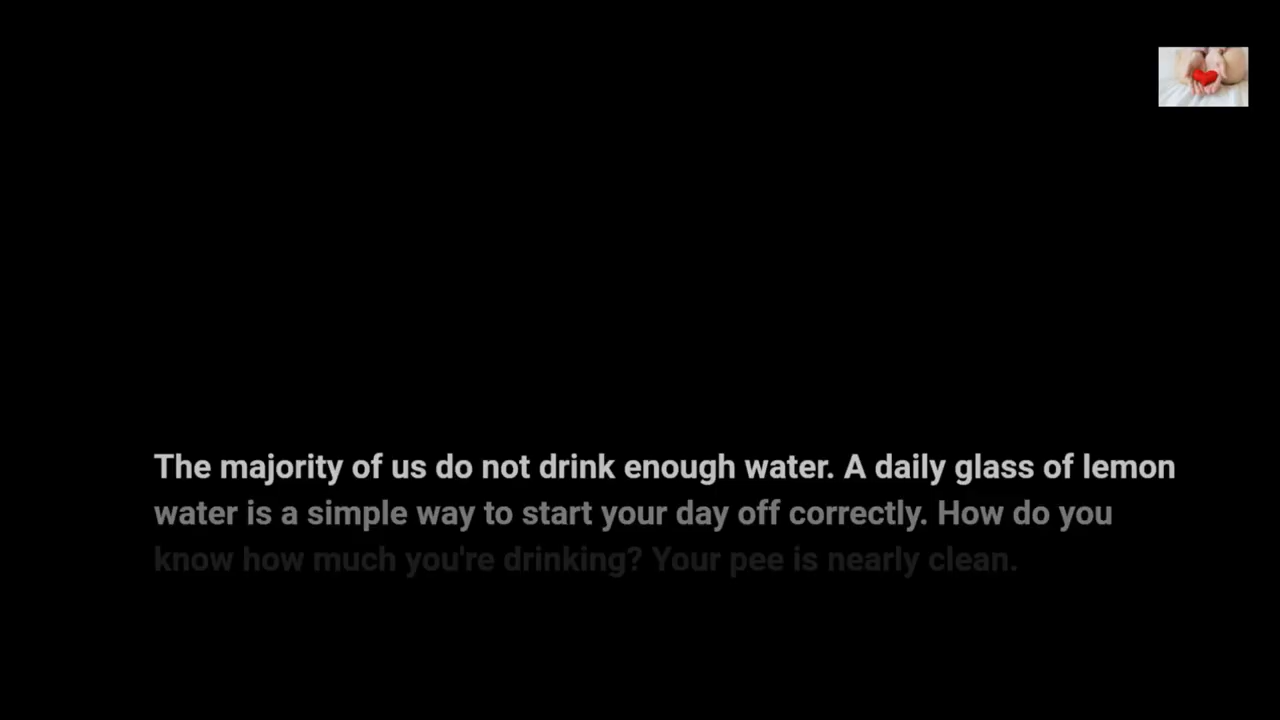 The majority of us do not drink enough water. A daily glass of lemon
water is a simple way to start your day off correctly. How do you
know how much you're drinking? Your pee is nearly clean.